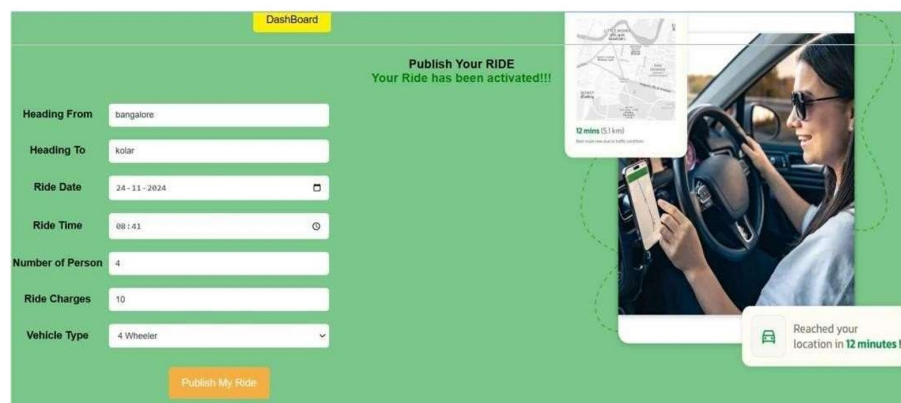 DashBoard
Publish Your RIDE
Your Ride has been activated!!!
Heading From bangalore
Heading To kolar
Ride Date 24-11-2024
Ride Time 08:41
Number of Person 4
Ride Charges 10
Vehicle Type 4 Wheeler
Publish My Ride
12 mins (5.1 km)
Reached your
location in 12 minutes !